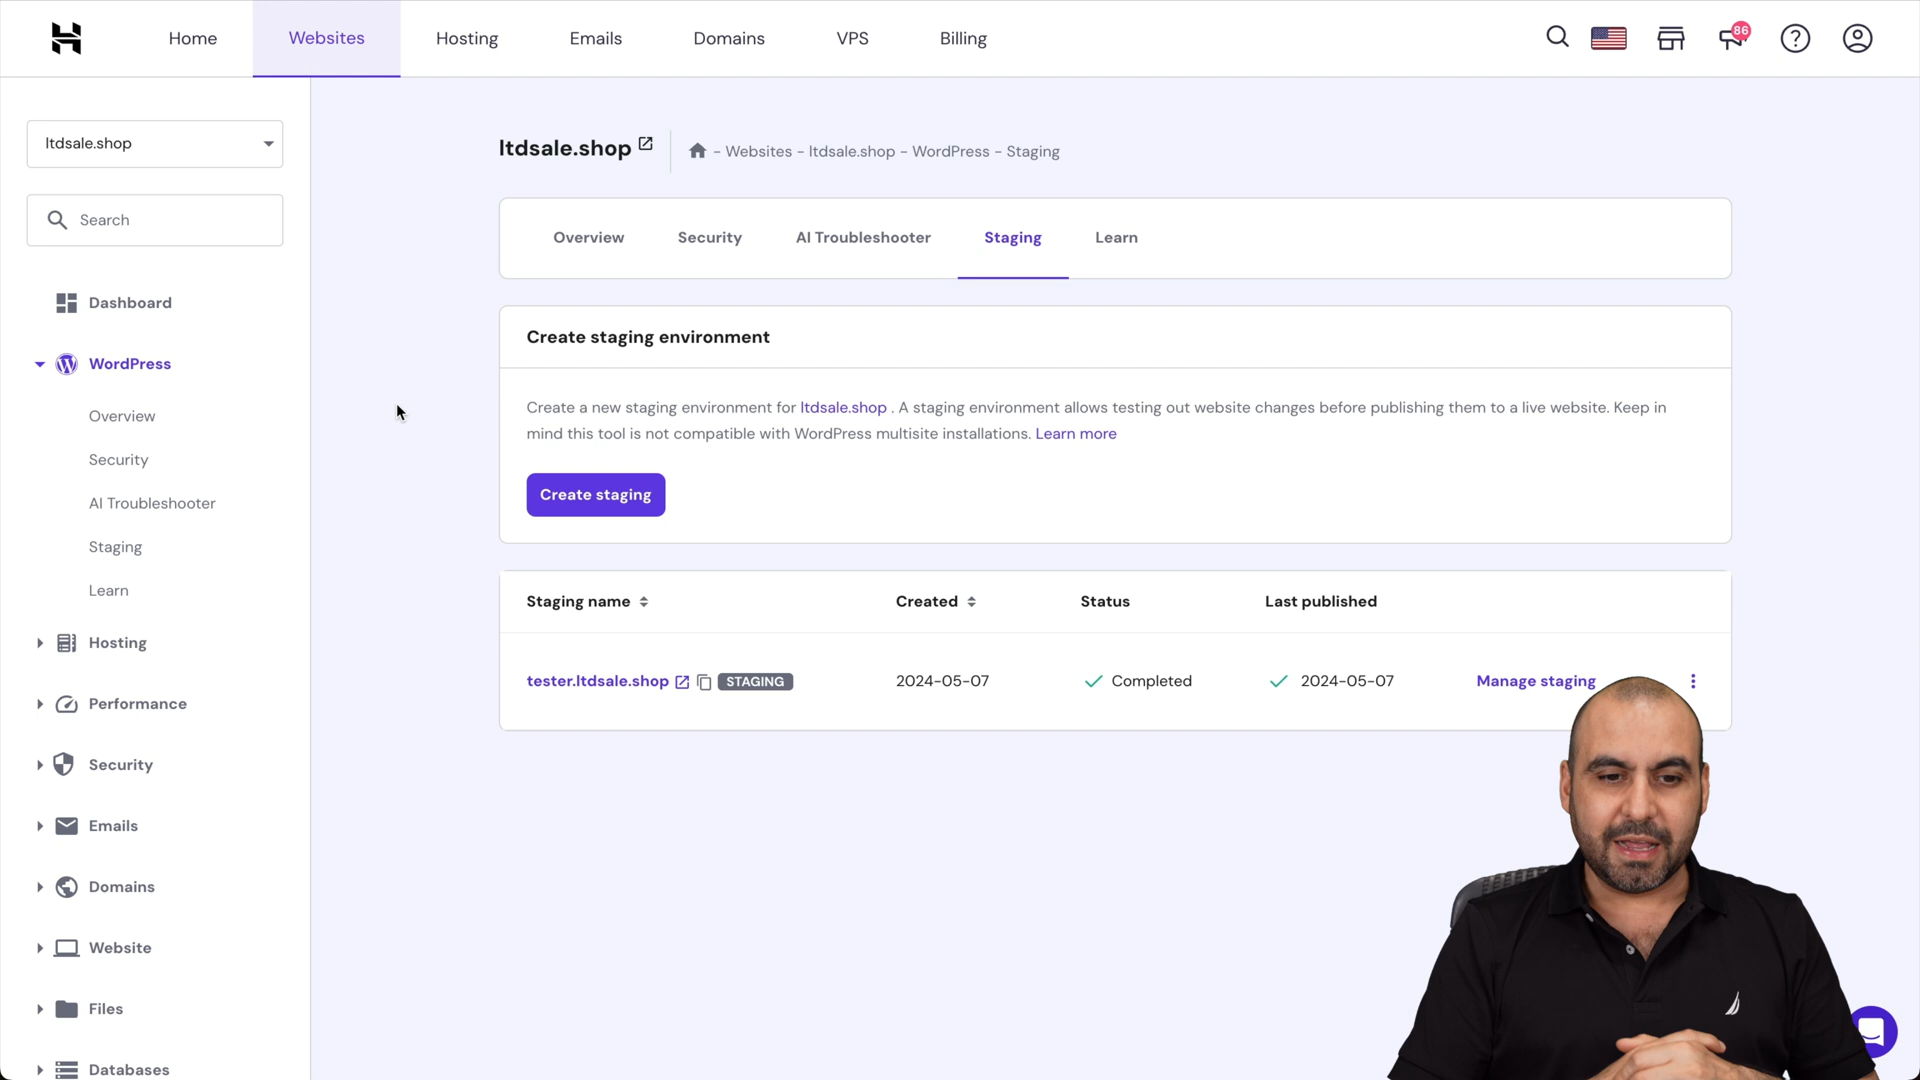 Home
Websites
Hosting
Emails
Domains
VPS
Billing
86
ltdsale.shop
Search
Dashboard
WordPress
Overview
Security
AI Troubleshooter
Staging
Learn
Hosting
Performance
Security
Emails
Domains
Website
Files
Databases
ltdsale.shop
- Websites - ltdsale.shop - WordPress - Staging
Overview
Security
AI Troubleshooter
Staging
Learn
Create staging environment
Create a new staging environment for ltdsale.shop . A staging environment allows testing out website changes before publishing them to a live website. Keep in
mind this tool is not compatible with WordPress multisite installations. Learn more
Create staging
Staging name
Created
Status
Last published
tester.ltdsale.shop
STAGING
2024-05-07
Completed
2024-05-07
Manage staging